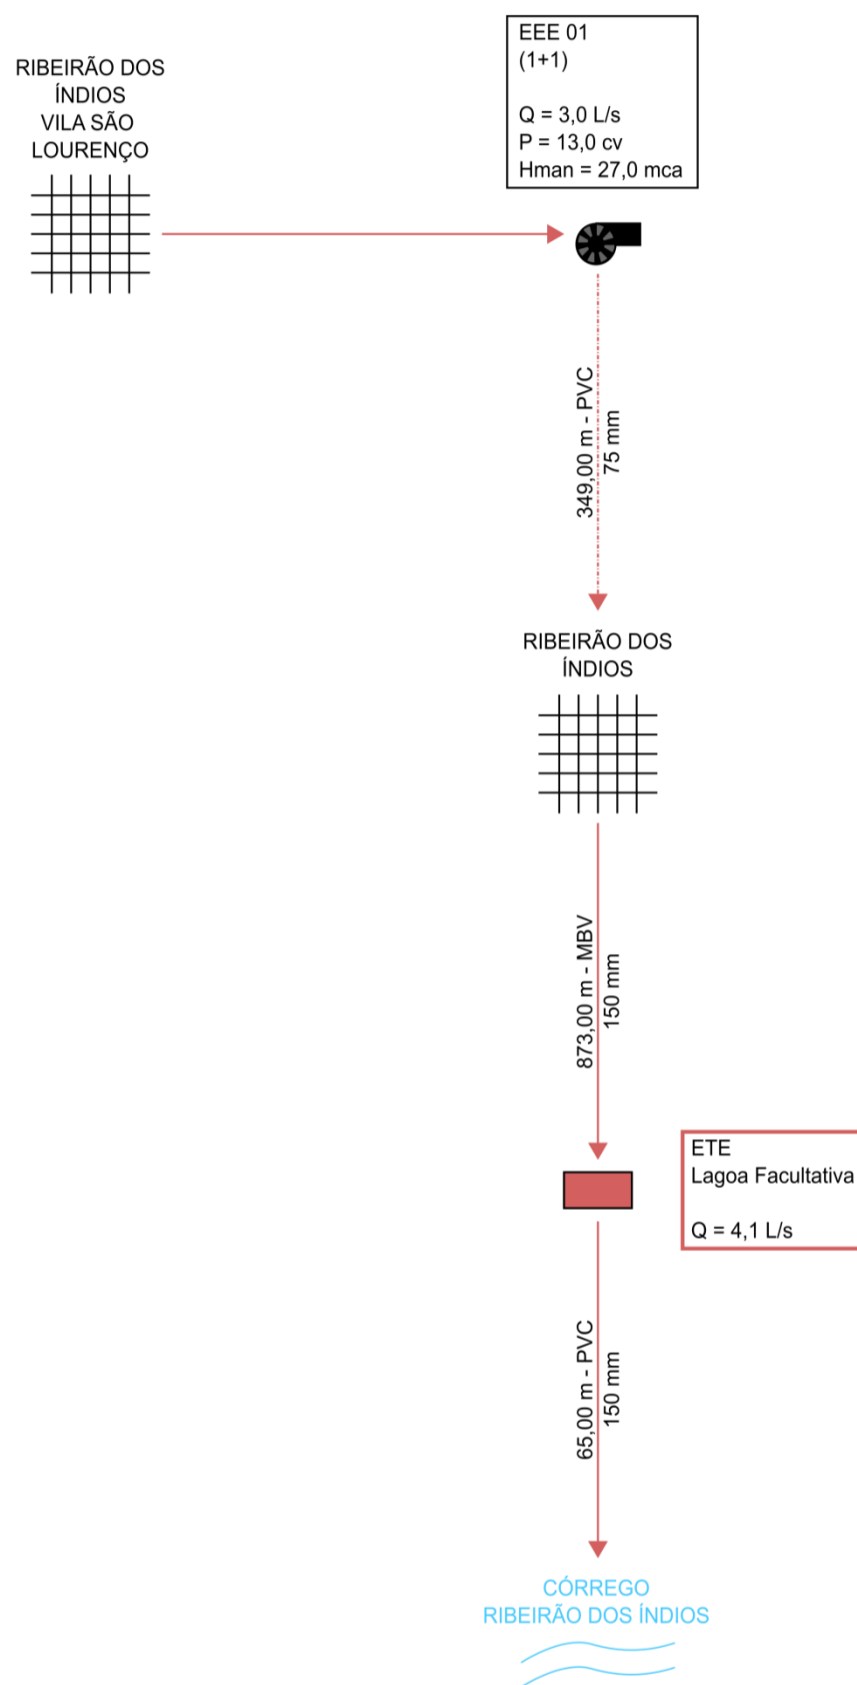 RIBEIRÃO DOS
ÍNDIOS
VILA SÃO
LOURENÇO
EEE 01
(1+1)
Q = 3,0 L/s
P = 13,0 cv
Hman = 27,0 mca
349,00 m - PVC
75 mm
RIBEIRÃO DOS
ÍNDIOS
873,00 m - MBV
150 mm
ETE
Lagoa Facultativa
Q = 4,1 L/s
65,00 m - PVC
150 mm
CÓRREGO
RIBEIRÃO DOS ÍNDIOS